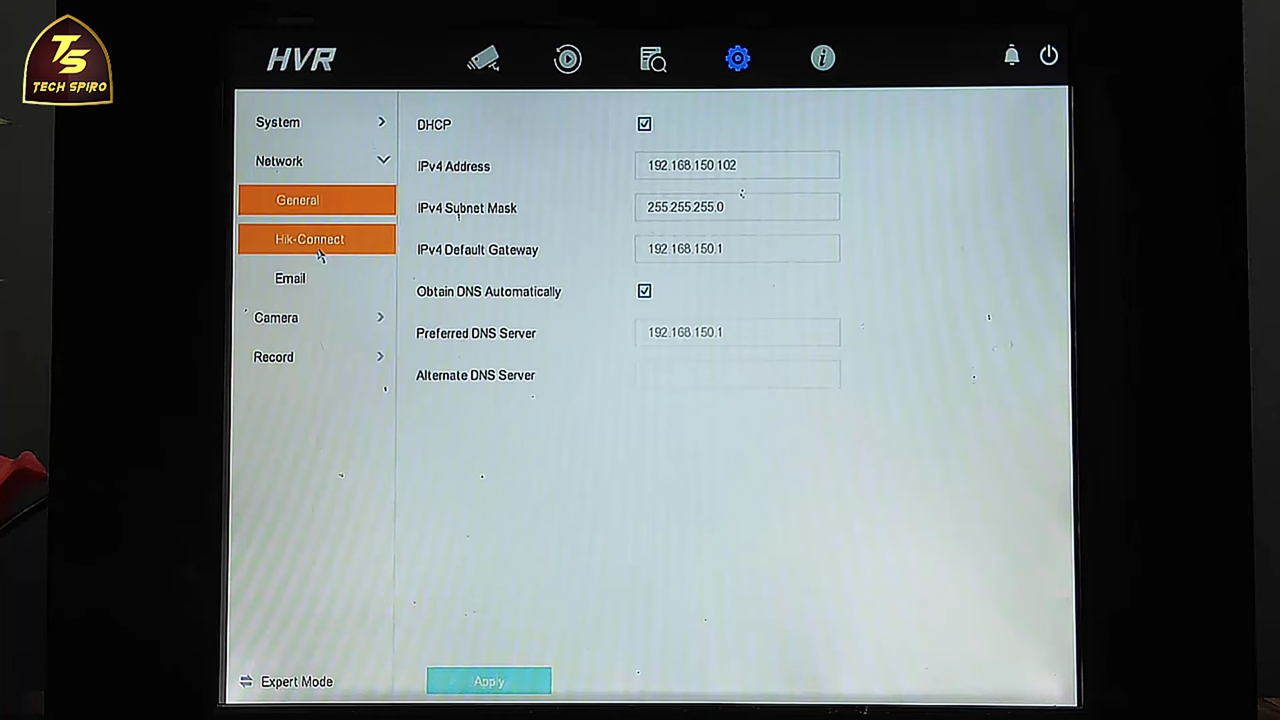 TS
TECH SPIRO
HVR
System
Network
General
Hik-Connect
Email
Camera
Record
Expert Mode
DHCP
IPv4 Address 192.168.150.102
IPv4 Subnet Mask 255.255.255.0
IPv4 Default Gateway 192.168.150.1
Obtain DNS Automatically
Preferred DNS Server 192.168.150.1
Alternate DNS Server
Apply